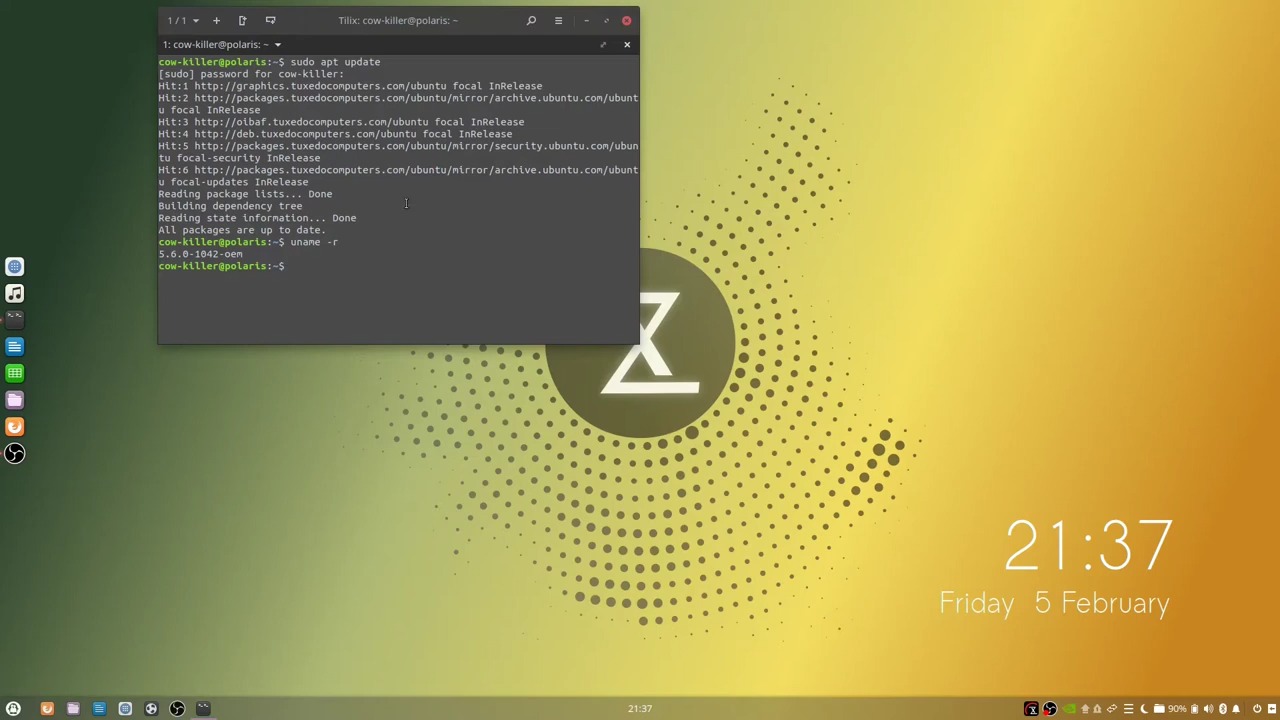 1 / 1
Tilix: cow-killer@polaris: ~
1: cow-killer@polaris: ~
cow-killer@polaris:~$ sudo apt update
[sudo] password for cow-killer:
Hit:1 http://graphics.tuxedocomputers.com/ubuntu focal InRelease
Hit:2 http://packages.tuxedocomputers.com/ubuntu/mirror/archive.ubuntu.com/ubunt
u focal InRelease
Hit:3 http://oibaf.tuxedocomputers.com/ubuntu focal InRelease
Hit:4 http://deb.tuxedocomputers.com/ubuntu focal InRelease
Hit:5 http://packages.tuxedocomputers.com/ubuntu/mirror/security.ubuntu.com/ubun
tu focal-security InRelease
Hit:6 http://packages.tuxedocomputers.com/ubuntu/mirror/archive.ubuntu.com/ubunt
u focal-updates InRelease
Reading package lists... Done
Building dependency tree
Reading state information... Done
All packages are up to date.
cow-killer@polaris:~$ uname -r
5.6.0-1042-oem
cow-killer@polaris:~$
21:37
Friday 5 February
21:37
90%